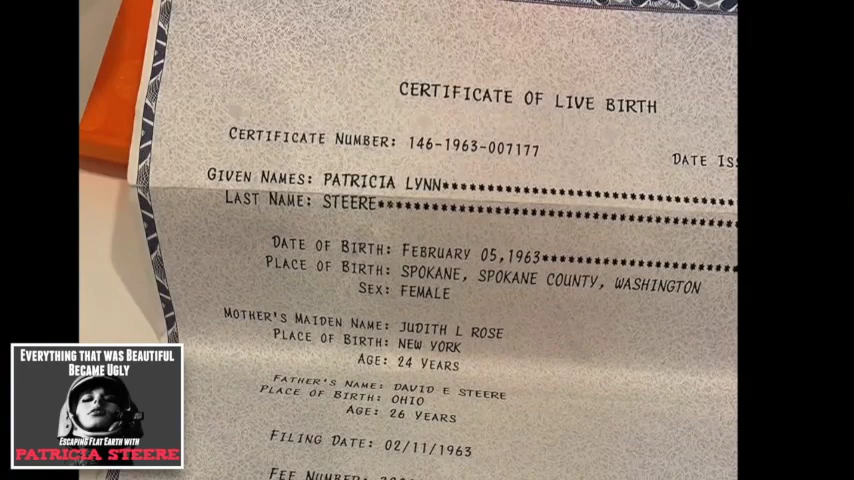 CERTIFICATE OF LIVE BIRTH
CERTIFICATE NUMBER: 146-1963-007177
DATE ISS
GIVEN NAMES: PATRICIA LYNN************************************
LAST NAME: STEERE******************************************
DATE OF BIRTH: FEBRUARY 05,1963************************
PLACE OF BIRTH: SPOKANE, SPOKANE COUNTY, WASHINGTON
SEX: FEMALE
MOTHER'S MAIDEN NAME: JUDITH L ROSE
PLACE OF BIRTH: NEW YORK
AGE: 24 YEARS
FATHER'S NAME: DAVID E STEERE
PLACE OF BIRTH: OHIO
AGE: 26 YEARS
FILING DATE: 02/11/1963
FEE NUMBER:
EVERYTHING THAT WAS BEAUTIFUL
BECAME UGLY
ESCAPING FLAT EARTH WITH
PATRICIA STEERE